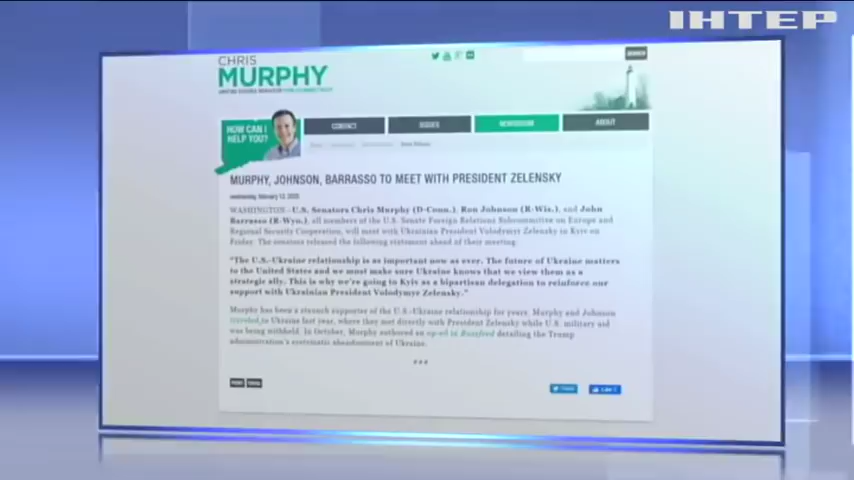 ІНТЕР
CHRIS
MURPHY
SEARCH
HOW CAN I
HELP YOU?
CONTACT
ISSUES
NEWSROOM
ABOUT
MURPHY, JOHNSON, BARRASSO TO MEET WITH PRESIDENT ZELENSKY
WASHINGTON–U.S. Senators Chris Murphy (D-Conn.), Ron Johnson (R-Wis.), and John
Barrasso (R-Wyo.), all members of the U.S. Senate Foreign Relations Subcommittee on Europe and
Regional Security Cooperation, will meet with Ukrainian President Volodymyr Zelensky in Kyiv on
Friday. The senators released the following statement ahead of their meeting.
"The U.S.-Ukraine relationship is as important now as ever. The future of Ukraine matters
to the United States and we must make sure Ukraine knows that we view them as a
strategic ally. This is why we're going to Kyiv as a bipartisan delegation to reinforce our
support with Ukrainian President Volodymyr Zelensky."
Murphy has been a staunch supporter of the U.S.-Ukraine relationship for years. Murphy and Johnson
traveled to Ukraine last year, where they met directly with President Zelensky while U.S. military aid
was being withheld. In October, Murphy authored an op-ed in Buzzfeed detailing the Trump
administration's systematic abandonment of Ukraine.
***